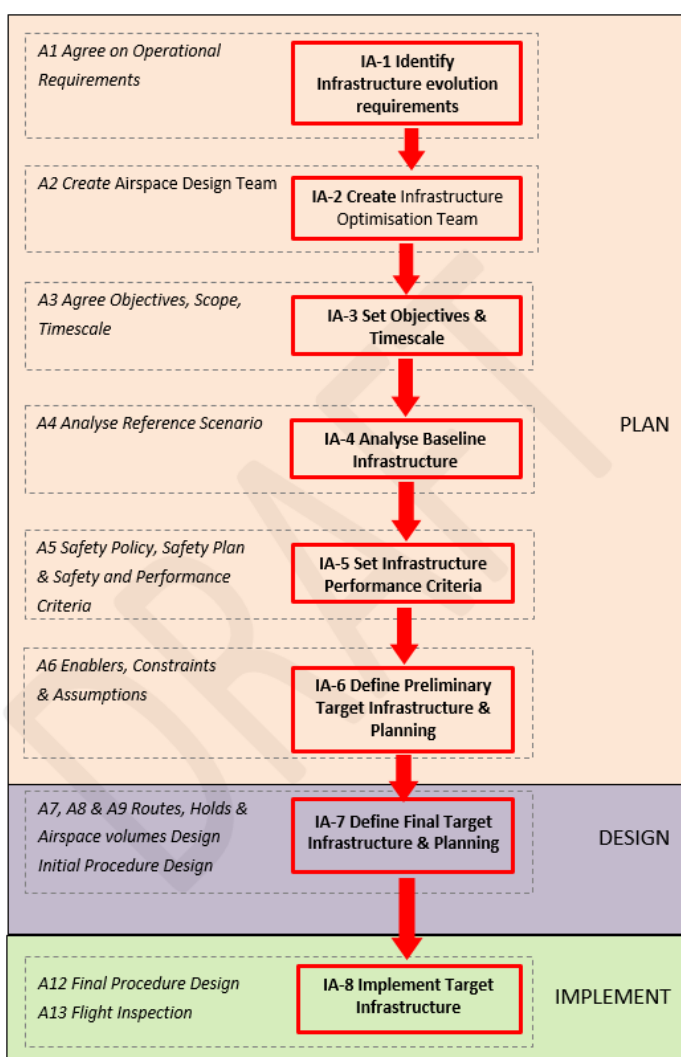 A1 Agree on Operational
Requirements
IA-1 Identify
Infrastructure evolution
requirements
A2 Create Airspace Design Team
IA-2 Create Infrastructure
Optimisation Team
A3 Agree Objectives, Scope,
Timescale
IA-3 Set Objectives &
Timescale
A4 Analyse Reference Scenario
IA-4 Analyse Baseline
Infrastructure
PLAN
A5 Safety Policy, Safety Plan
& Safety and Performance
Criteria
IA-5 Set Infrastructure
Performance Criteria
A6 Enablers, Constraints
& Assumptions
IA-6 Define Preliminary
Target Infrastructure &
Planning
A7, A8 & A9 Routes, Holds &
Airspace volumes Design
Initial Procedure Design
IA-7 Define Final Target
Infrastructure & Planning
DESIGN
A12 Final Procedure Design
A13 Flight Inspection
IA-8 Implement Target
Infrastructure
IMPLEMENT
DRAFT